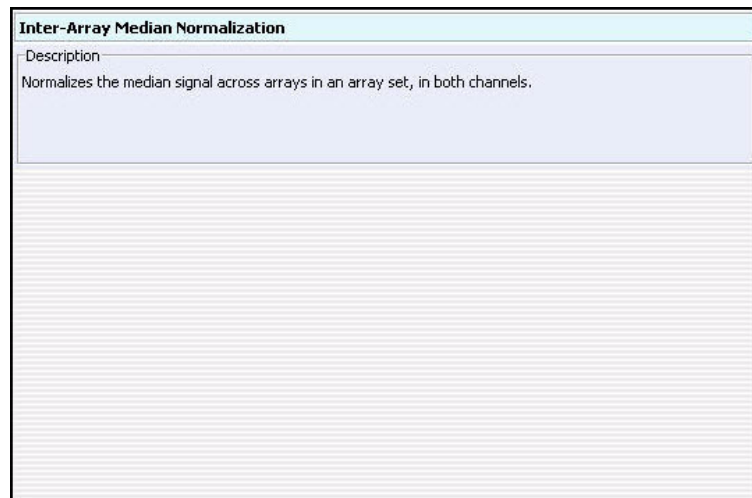 Inter-Array Median Normalization
Description
Normalizes the median signal across arrays in an array set, in both channels.